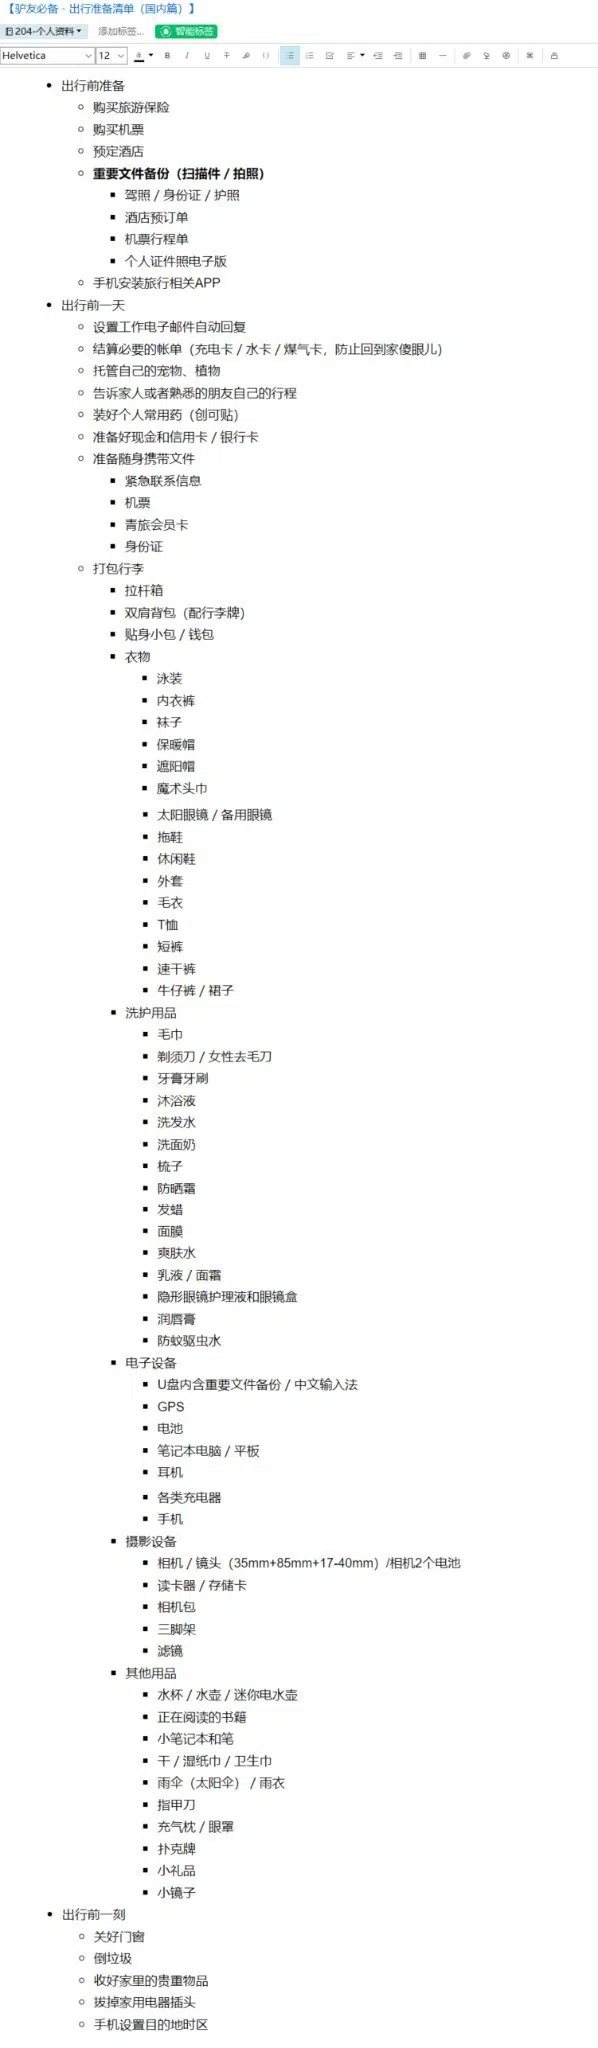 【驴友必备 · 出行准备清单（国内篇）】
204-个人资料 添加标签... 智能标签
Helvetica 12
出行前准备
购买旅游保险
购买机票
预定酒店
重要文件备份（扫描件 / 拍照）
驾照 / 身份证 / 护照
酒店预订单
机票行程单
个人证件照电子版
手机安装旅行相关APP
出行前一天
设置工作电子邮件自动回复
结算必要的帐单（充电卡 / 水卡 / 煤气卡，防止回到家傻眼儿）
托管自己的宠物、植物
告诉家人或者熟悉的朋友自己的行程
装好个人常用药（创可贴）
准备好现金和信用卡 / 银行卡
准备随身携带文件
紧急联系信息
机票
青旅会员卡
身份证
打包行李
拉杆箱
双肩背包（配行李牌）
贴身小包 / 钱包
衣物
泳装
内衣裤
袜子
保暖帽
遮阳帽
魔术头巾
太阳眼镜 / 备用眼镜
拖鞋
休闲鞋
外套
毛衣
T恤
短裤
速干裤
牛仔裤 / 裙子
洗护用品
毛巾
剃须刀 / 女性去毛刀
牙膏牙刷
沐浴液
洗发水
洗面奶
梳子
防晒霜
发蜡
面膜
爽肤水
乳液 / 面霜
隐形眼镜护理液和眼镜盒
润唇膏
防蚊驱虫水
电子设备
U盘内含重要文件备份 / 中文输入法
GPS
电池
笔记本电脑 / 平板
耳机
各类充电器
手机
摄影设备
相机 / 镜头（35mm+85mm+17-40mm）/相机2个电池
读卡器 / 存储卡
相机包
三脚架
滤镜
其他用品
水杯 / 水壶 / 迷你电水壶
正在阅读的书籍
小笔记本和笔
干 / 湿纸巾 / 卫生巾
雨伞（太阳伞） / 雨衣
指甲刀
充气枕 / 眼罩
扑克牌
小礼品
小镜子
出行前一刻
关好门窗
倒垃圾
收好家里的贵重物品
拔掉家用电器插头
手机设置目的地时区